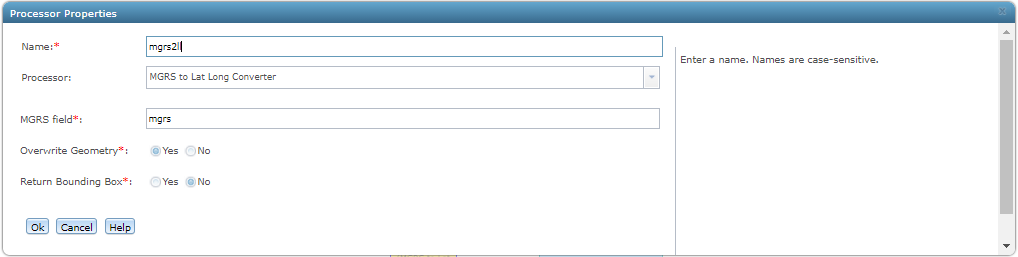 Processor Properties
Name:*
mgrs2ll
Enter a name. Names are case-sensitive.
Processor:
MGRS to Lat Long Converter
MGRS field*:
mgrs
Overwrite Geometry*:
Yes No
Return Bounding Box*:
Yes No
Ok Cancel Help